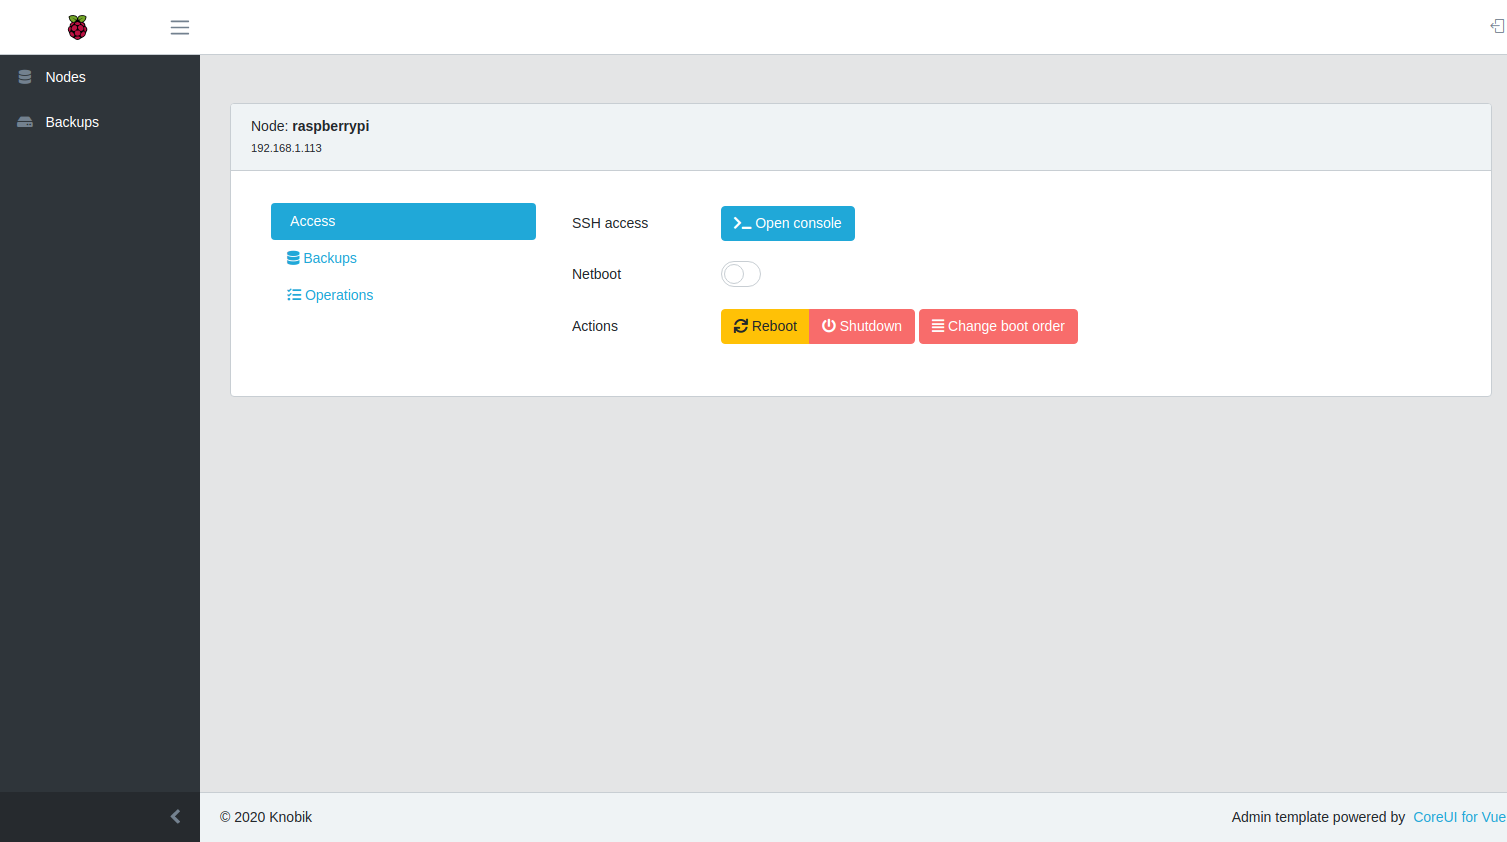 Nodes
Backups
Node: raspberrypi
192.168.1.113
Access
Backups
Operations
SSH access
Open console
Netboot
Actions
Reboot
Shutdown
Change boot order
© 2020 Knobik
Admin template powered by CoreUI for Vue